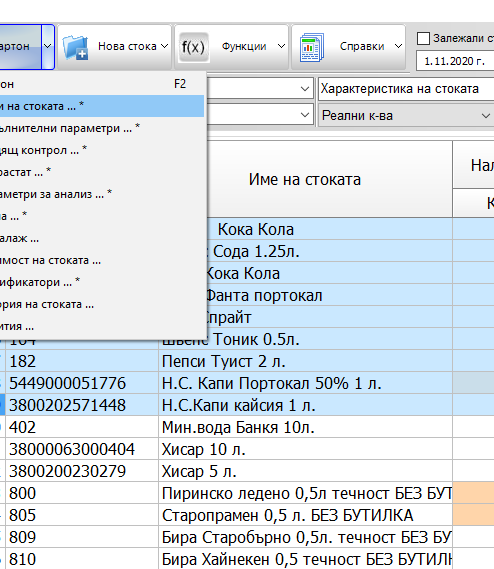 артон Нова стока f(x) Функции Справки Залежали ст
1.11.2020 г.
он F2
и на стоката ... * Характеристика на стоката
ълнителни параметри ... * Реални к-ва
ящ контрол ... *
растат ... *
аметри за анализ ... * Име на стоката Нал
а ... * К
алаж ... Кока Кола
имост на стоката ... Сода 1.25л.
ификатори ... * Кока Кола
ория на стоката ... Фанта портокал
ития ... Спрайт
104 Швепс Тоник 0.5л.
182 Пепси Туист 2 л.
5449000051776 Н.С. Капи Портокал 50% 1 л.
3800202571448 Н.С.Капи кайсия 1 л.
402 Мин.вода Банкя 10л.
38000063000404 Хисар 10 л.
3800200230279 Хисар 5 л.
800 Пиринско ледено 0,5л течност БЕЗ БУТ
805 Старопрамен 0,5 л. БЕЗ БУТИЛКА
809 Бира Старобърно 0,5л. течност БЕЗ БУ
810 Бира Хайнекен 0,5 течност БЕЗ БУТИЛ